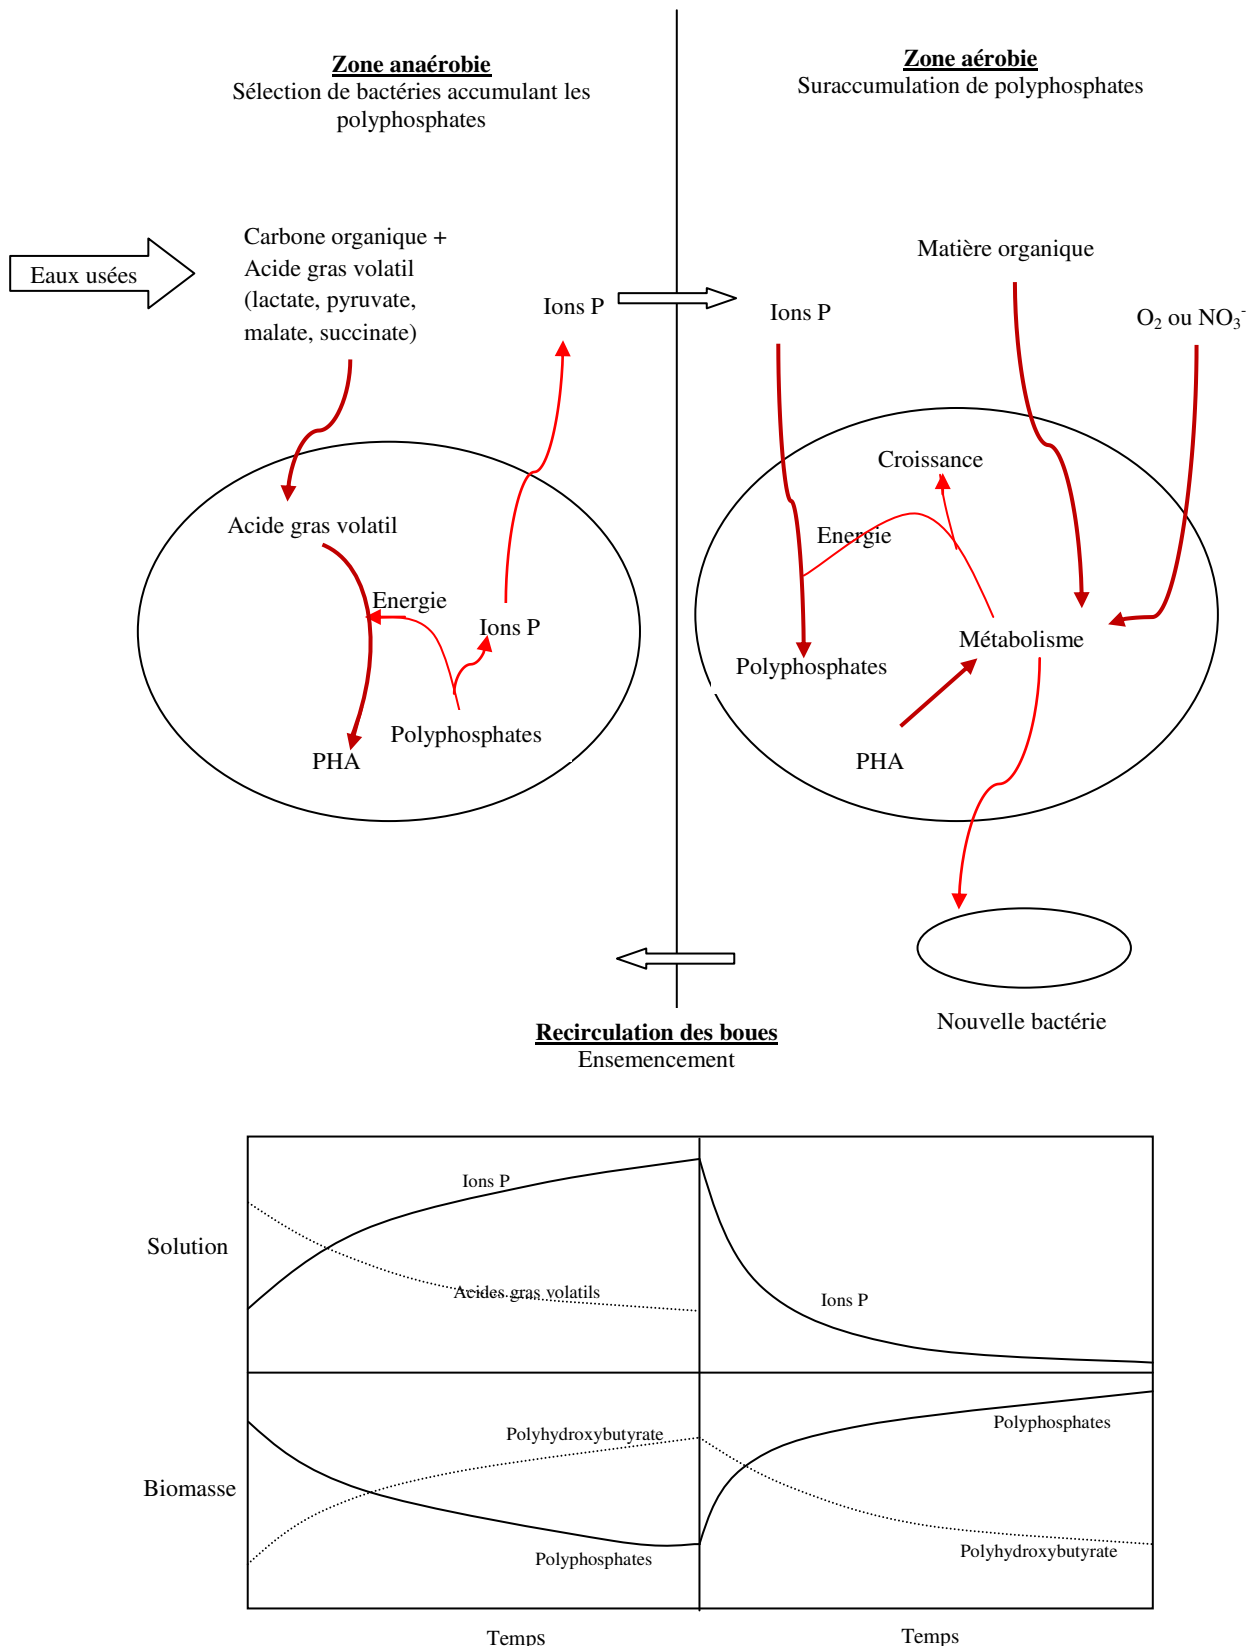 Zone anaérobie
Sélection de bactéries accumulant les
polyphosphates
Zone aérobie
Suraccumulation de polyphosphates
Eaux usées
Carbone organique +
Acide gras volatil
(lactate, pyruvate,
malate, succinate)
Ions P
Ions P
Matière organique
O₂ ou NO₃⁻
Acide gras volatil
Energie
Ions P
Polyphosphates
PHA
Croissance
Energie
Métabolisme
Polyphosphates
PHA
Nouvelle bactérie
Recirculation des boues
Ensemencement
Solution
Ions P
Acides gras volatils
Ions P
Biomasse
Polyhydroxybutyrate
Polyphosphates
Polyphosphates
Polyhydroxybutyrate
Temps
Temps